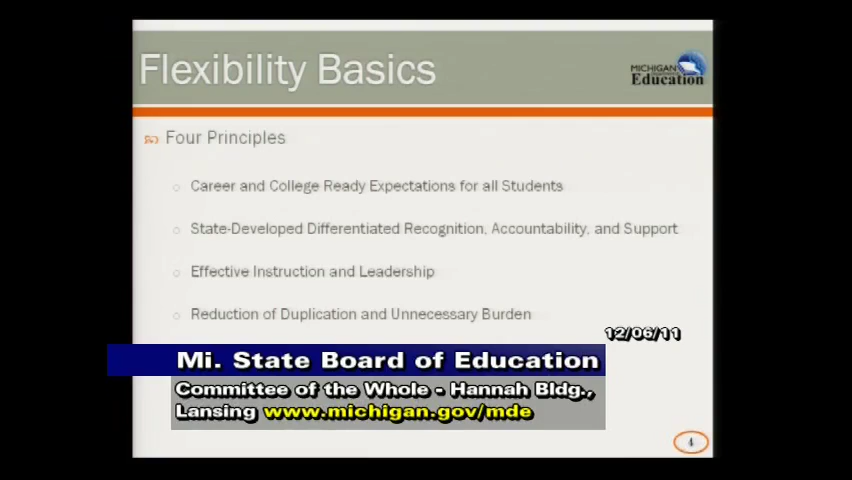 Flexibility Basics
MICHIGAN
Education
Four Principles
Career and College Ready Expectations for all Students
State-Developed Differentiated Recognition, Accountability, and Support
Effective Instruction and Leadership
Reduction of Duplication and Unnecessary Burden
12/06/11
Mi. State Board of Education
Committee of the Whole - Hannah Bldg.,
Lansing www.michigan.gov/mde
4